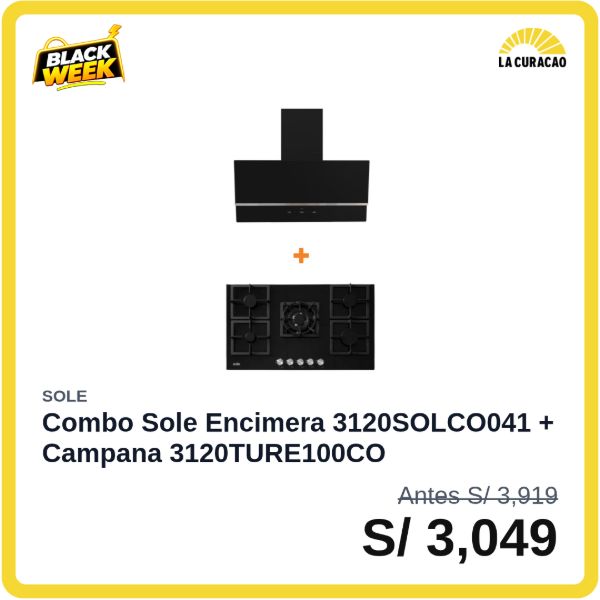 BLACK
WEEK
LA CURACAO
SOLE
Combo Sole Encimera 3120SOLCO041 +
Campana 3120TURE100CO
Antes S/ 3,919
S/ 3,049